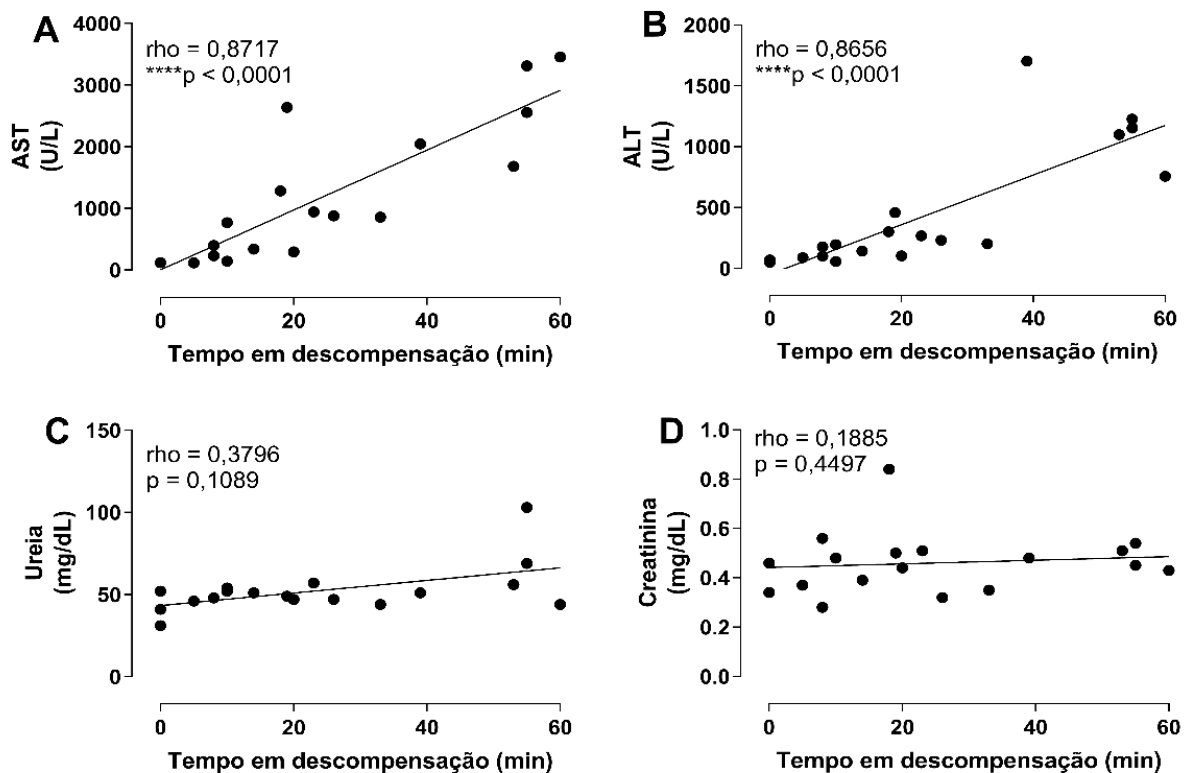 A
rho = 0,8717
****p < 0,0001
AST
(U/L)
4000
3000
2000
1000
0
0 20 40 60
Tempo em descompensação (min)
B
rho = 0,8656
****p < 0,0001
ALT
(U/L)
2000
1500
1000
500
0
0 20 40 60
Tempo em descompensação (min)
C
rho = 0,3796
p = 0,1089
Ureia
(mg/dL)
150
100
50
0
0 20 40 60
Tempo em descompensação (min)
D
rho = 0,1885
p = 0,4497
Creatinina
(mg/dL)
1.0
0.8
0.6
0.4
0.2
0.0
0 20 40 60
Tempo em descompensação (min)